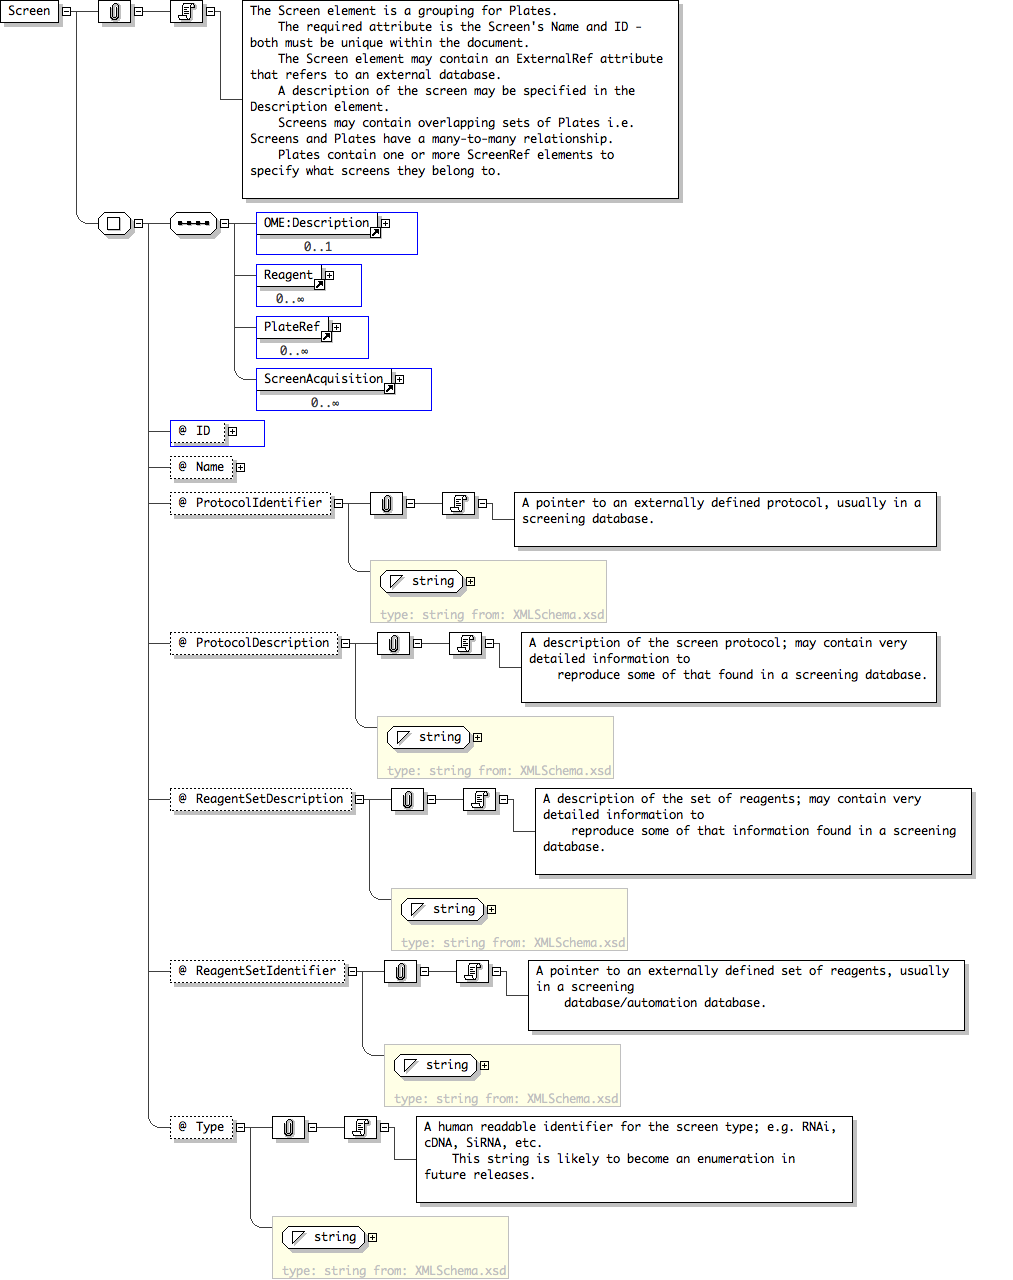 Screen
The Screen element is a grouping for Plates.
The required attribute is the Screen's Name and ID -
both must be unique within the document.
The Screen element may contain an ExternalRef attribute
that refers to an external database.
A description of the screen may be specified in the
Description element.
Screens may contain overlapping sets of Plates i.e.
Screens and Plates have a many-to-many relationship.
Plates contain one or more ScreenRef elements to
specify what screens they belong to.
OME:Description
0..1
Reagent
0..∞
PlateRef
0..∞
ScreenAcquisition
0..∞
@ ID
@ Name
@ ProtocolIdentifier
A pointer to an externally defined protocol, usually in a
screening database.
string
type: string from: XMLSchema.xsd
@ ProtocolDescription
A description of the screen protocol; may contain very
detailed information to
reproduce some of that found in a screening database.
string
type: string from: XMLSchema.xsd
@ ReagentSetDescription
A description of the set of reagents; may contain very
detailed information to
reproduce some of that information found in a screening
database.
string
type: string from: XMLSchema.xsd
@ ReagentSetIdentifier
A pointer to an externally defined set of reagents, usually
in a screening
database/automation database.
string
type: string from: XMLSchema.xsd
@ Type
A human readable identifier for the screen type; e.g. RNAi,
cDNA, SiRNA, etc.
This string is likely to become an enumeration in
future releases.
string
type: string from: XMLSchema.xsd